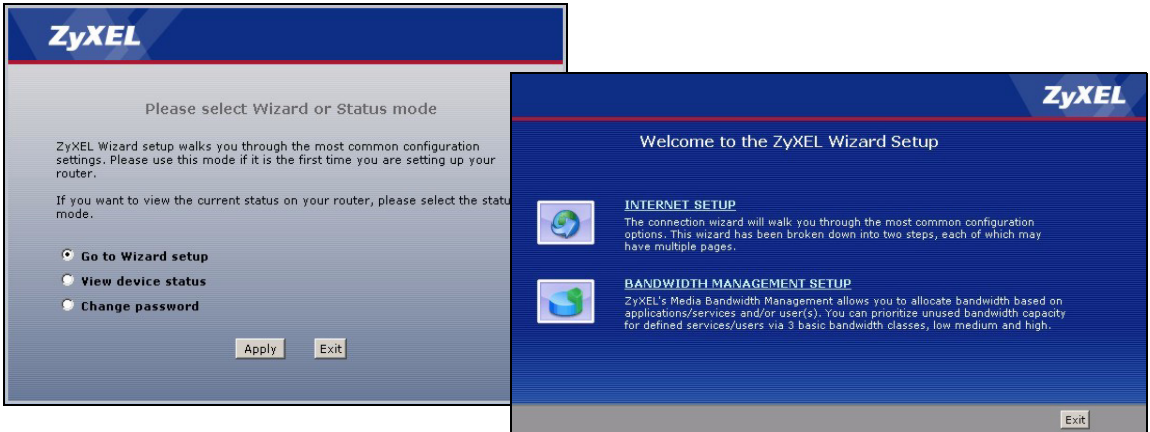 ZyXEL
Please select Wizard or Status mode
ZyXEL Wizard setup walks you through the most common configuration
settings. Please use this mode if it is the first time you are setting up your
router.
If you want to view the current status on your router, please select the
mode.
Go to Wizard setup
View device status
Change password
Apply Exit
ZyXEL
Welcome to the ZyXEL Wizard Setup
INTERNET SETUP
The connection wizard will walk you through the most common configuration
options. This wizard has been broken down into two steps, each of which may
have multiple pages.
BANDWIDTH MANAGEMENT SETUP
ZyXEL's Media Bandwidth Management allows you to allocate bandwidth based on
applications/services and/or user(s). You can prioritize unused bandwidth capacity
for defined services/users via 3 basic bandwidth classes, low medium and high.
Exit